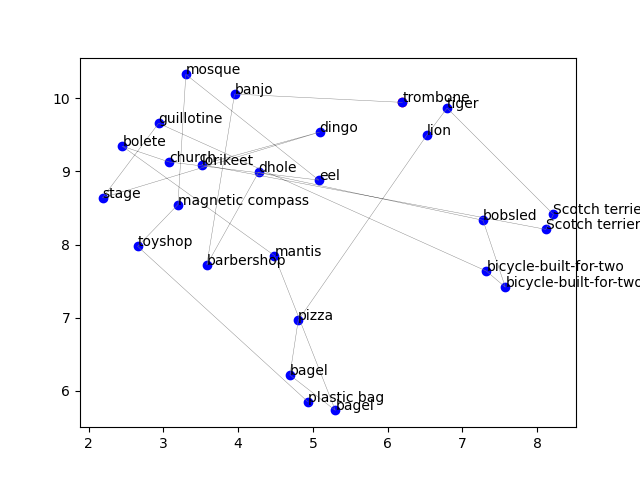 mosque
banjo
trombone
tiger
10
guillotine
dingo
lion
bolete
church
lorikeet
dhole
eel
9
stage
magnetic compass
Scotch terrie
bobsled
Scotch terrier
8
toyshop
barbershop
mantis
bicycle-built-for-two
bicycle-built-for-two
7
pizza
bagel
6
plastic bag
bagel
2 3 4 5 6 7 8